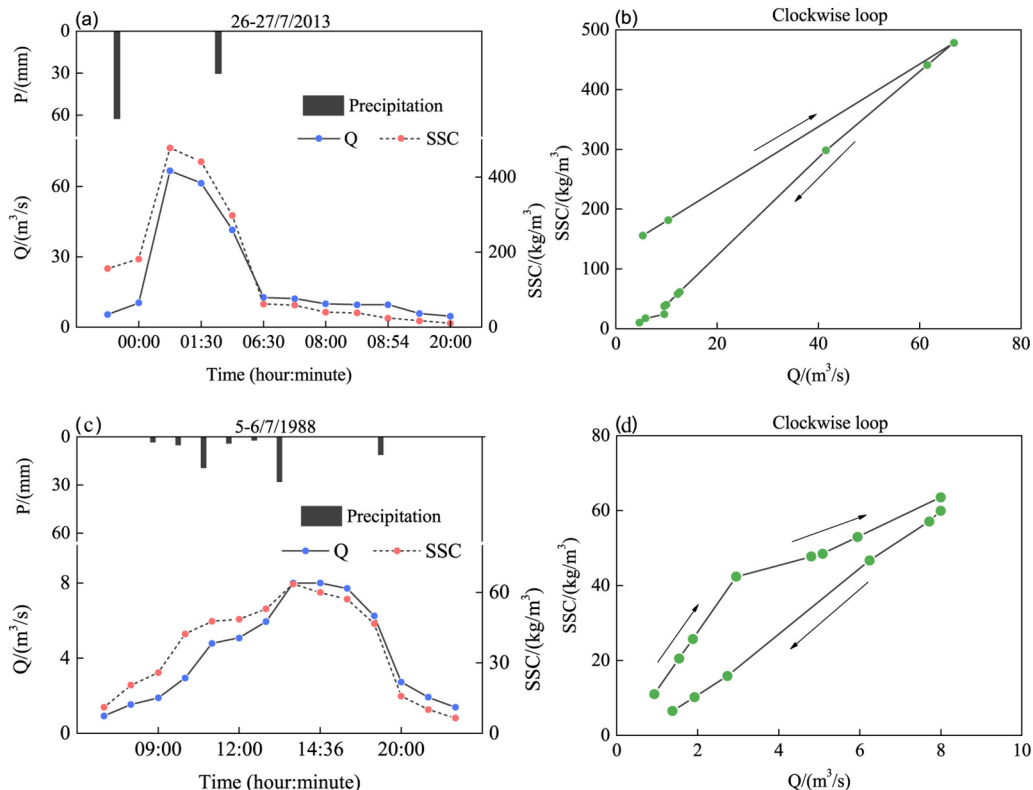 (a)
26-27/7/2013
0
30
60
P/(mm)
Precipitation
Q
SSC
60
30
0
Q/(m³/s)
400
200
0
SSC/(kg/m³)
00:00 01:30 06:30 08:00 08:54 20:00
Time (hour:minute)
(b)
Clockwise loop
500
400
300
200
100
0
SSC/(kg/m³)
0 20 40 60 80
Q/(m³/s)
(c)
5-6/7/1988
0
30
60
P/(mm)
Precipitation
Q
SSC
8
4
0
Q/(m³/s)
60
30
0
SSC/(kg/m³)
09:00 12:00 14:36 20:00
Time (hour:minute)
(d)
Clockwise loop
80
60
40
20
0
SSC/(kg/m³)
0 2 4 6 8 10
Q/(m³/s)